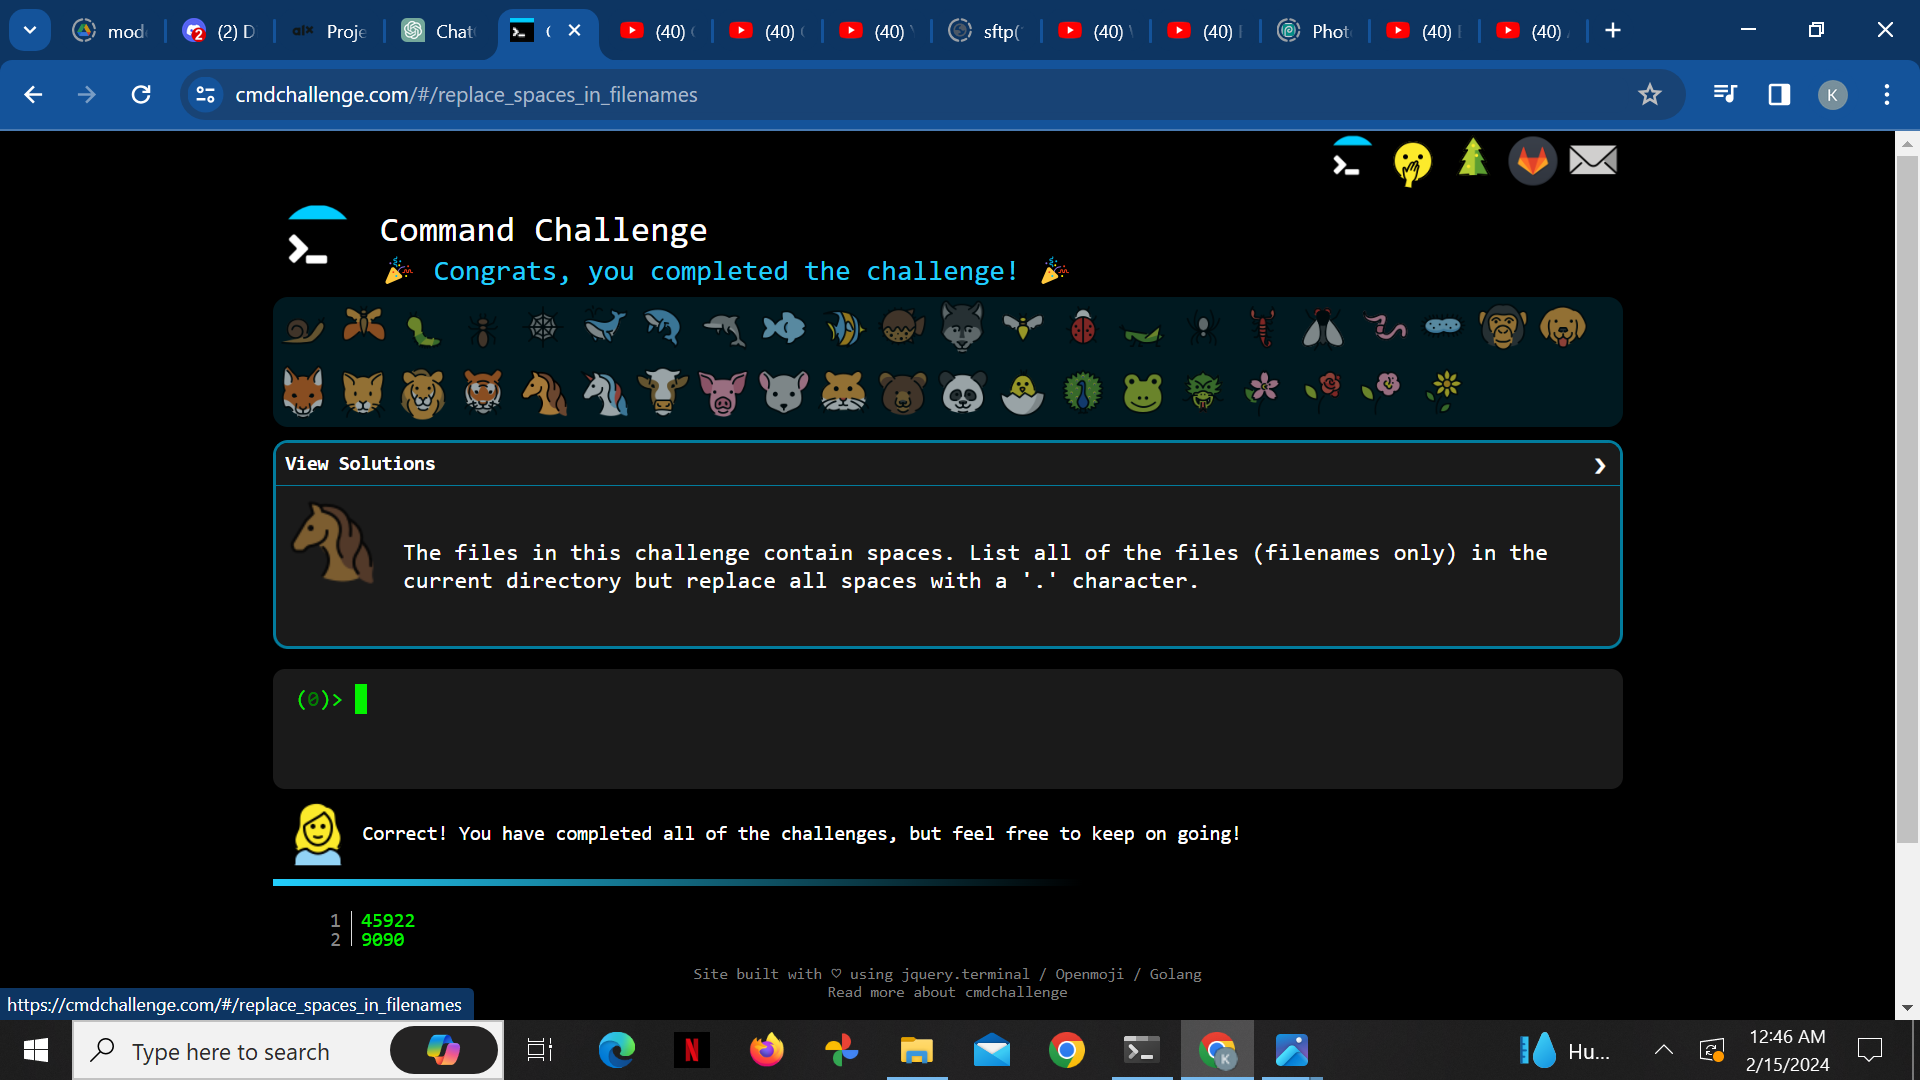 mod
(2) D
alx Proje
Chat
(40)
(40)
(40)
sftp(
(40)
(40)
Phot
(40)
(40)
cmdchallenge.com/#/replace_spaces_in_filenames
K
Command Challenge
Congrats, you completed the challenge!
View Solutions
The files in this challenge contain spaces. List all of the files (filenames only) in the
current directory but replace all spaces with a '.' character.
(0)>
Correct! You have completed all of the challenges, but feel free to keep on going!
1 45922
2 9090
Site built with ♡ using jquery.terminal / Openmoji / Golang
Read more about cmdchallenge
https://cmdchallenge.com/#/replace_spaces_in_filenames
Type here to search
N
K
Hu...
12:46 AM
2/15/2024